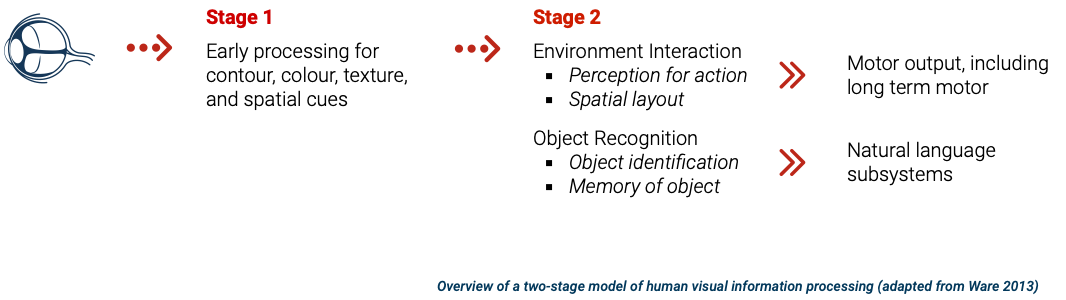 Stage 1
Early processing for
contour, colour, texture,
and spatial cues
Stage 2
Environment Interaction
▪ Perception for action
▪ Spatial layout
Motor output, including
long term motor
Object Recognition
▪ Object identification
▪ Memory of object
Natural language
subsystems
Overview of a two-stage model of human visual information processing (adapted from Ware 2013)